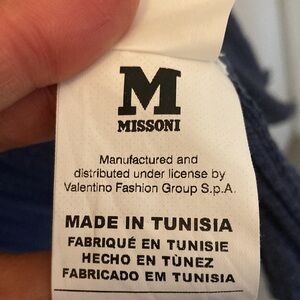 M
MISSONI
Manufactured and
distributed under license by
Valentino Fashion Group S.p.A.
MADE IN TUNISIA
FABRIQUÉ EN TUNISIE
HECHO EN TÙNEZ
FABRICADO EM TUNISIA